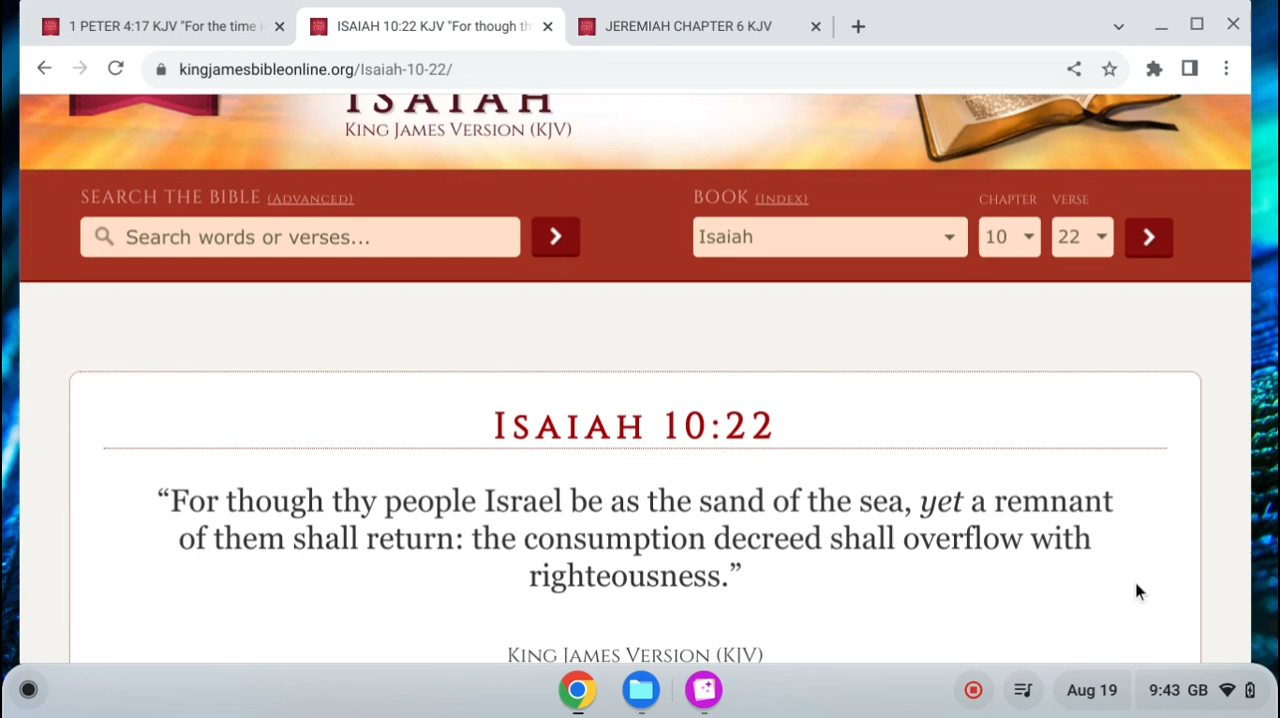 1 PETER 4:17 KJV "For the time i
ISAIAH 10:22 KJV "For though th
JEREMIAH CHAPTER 6 KJV
kingjamesbibleonline.org/Isaiah-10-22/
ISAIAH
KING JAMES VERSION (KJV)
SEARCH THE BIBLE (ADVANCED)
BOOK (INDEX) CHAPTER VERSE
Search words or verses...
Isaiah 10 22
ISAIAH 10:22
“For though thy people Israel be as the sand of the sea, yet a remnant
of them shall return: the consumption decreed shall overflow with
righteousness.”
KING JAMES VERSION (KJV)
Aug 19 9:43 GB